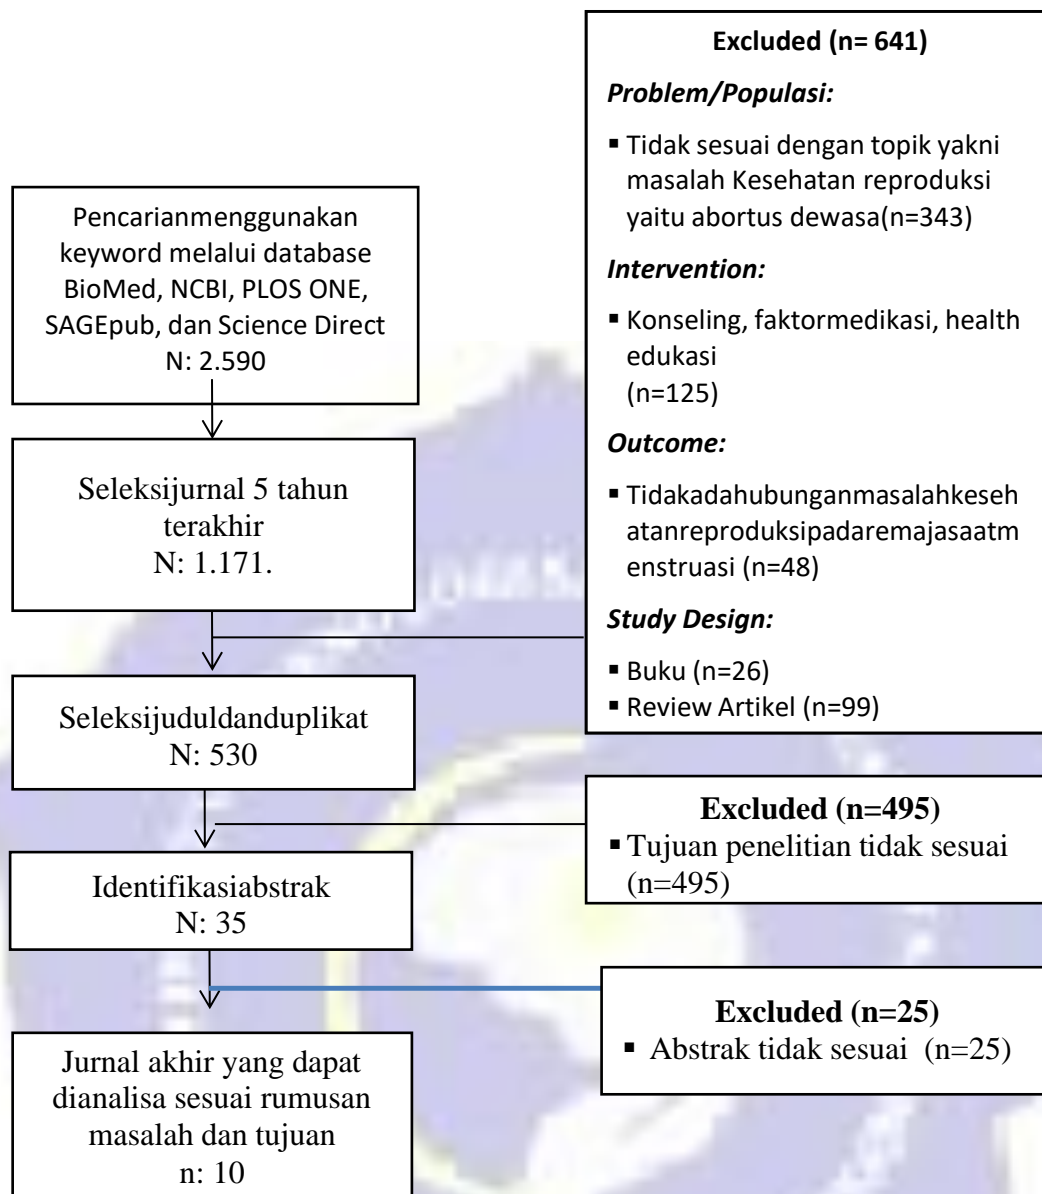 Pencarianmenggunakan
keyword melalui database
BioMed, NCBI, PLOS ONE,
SAGEpub, dan Science Direct
N: 2.590
Seleksijurnal 5 tahun
terakhir
N: 1.171.
Excluded (n= 641)
Problem/Populasi:
▪ Tidak sesuai dengan topik yakni
masalah Kesehatan reproduksi
yaitu abortus dewasa(n=343)
Intervention:
▪ Konseling, faktormedikasi, health
edukasi
(n=125)
Outcome:
▪ Tidakadahubunganmasalahkeseh
atanreproduksipadaremajasaatm
enstruasi (n=48)
Study Design:
▪ Buku (n=26)
▪ Review Artikel (n=99)
Seleksijuduldanduplikat
N: 530
Excluded (n=495)
▪ Tujuan penelitian tidak sesuai
(n=495)
Identifikasiabstrak
N: 35
Excluded (n=25)
▪ Abstrak tidak sesuai (n=25)
Jurnal akhir yang dapat
dianalisa sesuai rumusan
masalah dan tujuan
n: 10